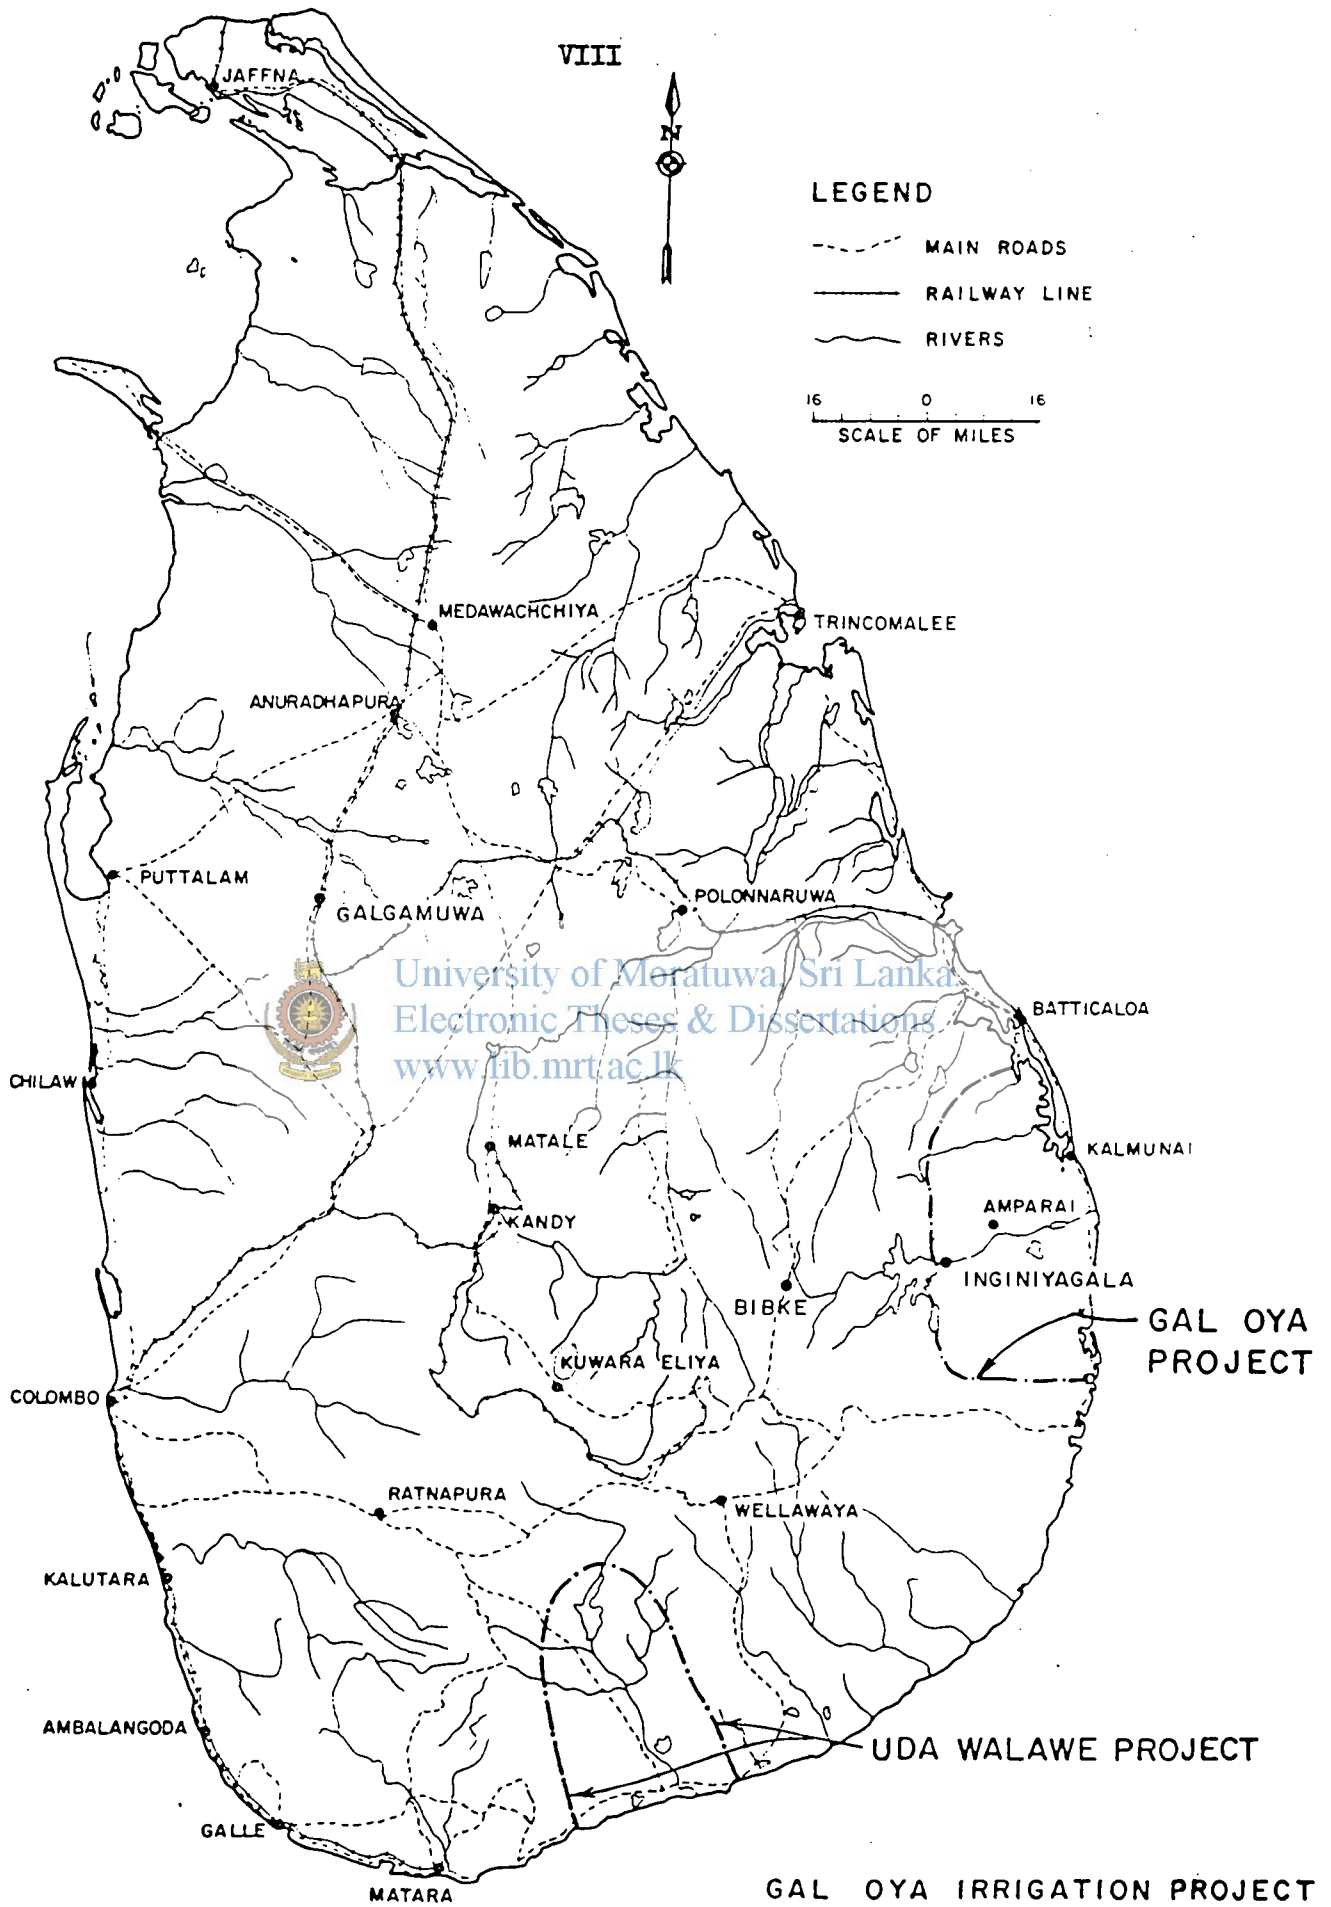 VIII
JAFFNA
N
LEGEND
MAIN ROADS
RAILWAY LINE
RIVERS
16 0 16
SCALE OF MILES
MEDAWACHCHIYA
TRINCOMALEE
ANURADHAPURA
PUTTALAM
GALGAMUWA
POLONNARUWA
University of Moratuwa, Sri Lanka.
Electronic Theses & Dissertations
www.lib.mrt.ac.lk
BATTICALOA
CHILAW
MATALE
KALMUNAI
KANDY
AMPARAI
INGINIYAGALA
BIBKE
GAL OYA
PROJECT
KUWARA ELIYA
COLOMBO
RATNAPURA
WELLAWAYA
KALUTARA
AMBALANGODA
UDA WALAWE PROJECT
GALLE
MATARA
GAL OYA IRRIGATION PROJECT